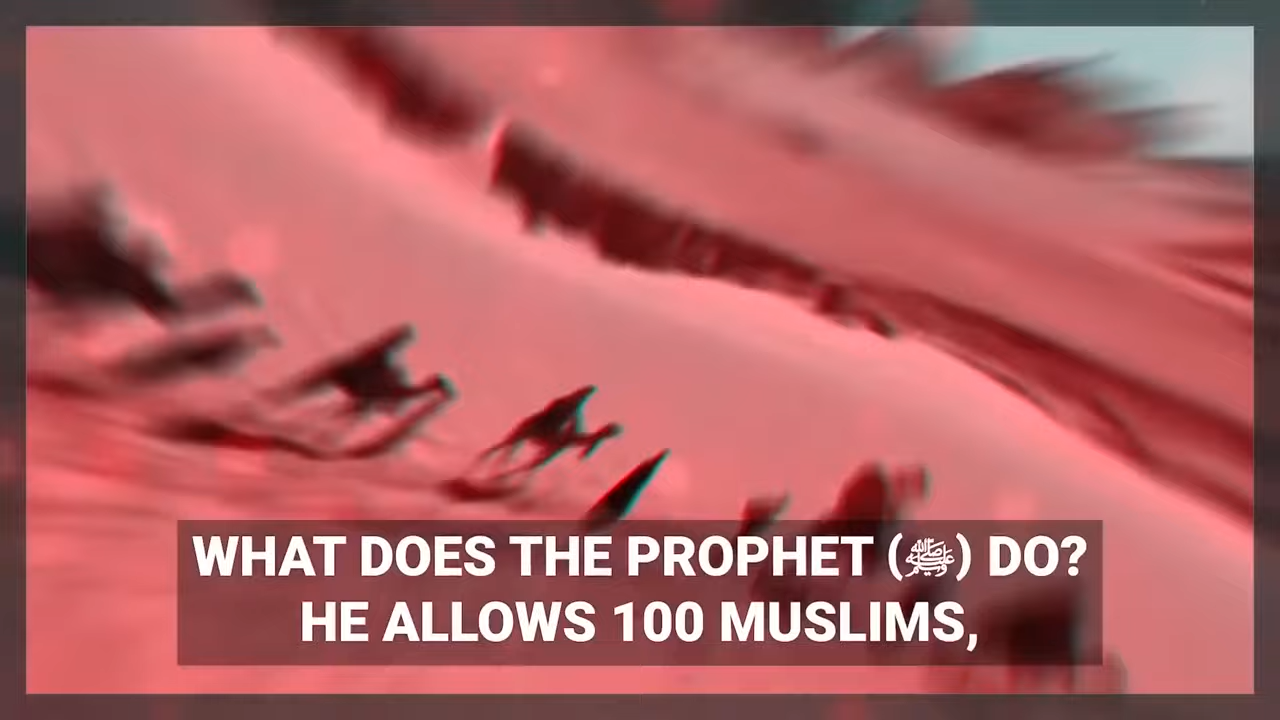 WHAT DOES THE PROPHET (ﷺ) DO?
HE ALLOWS 100 MUSLIMS,